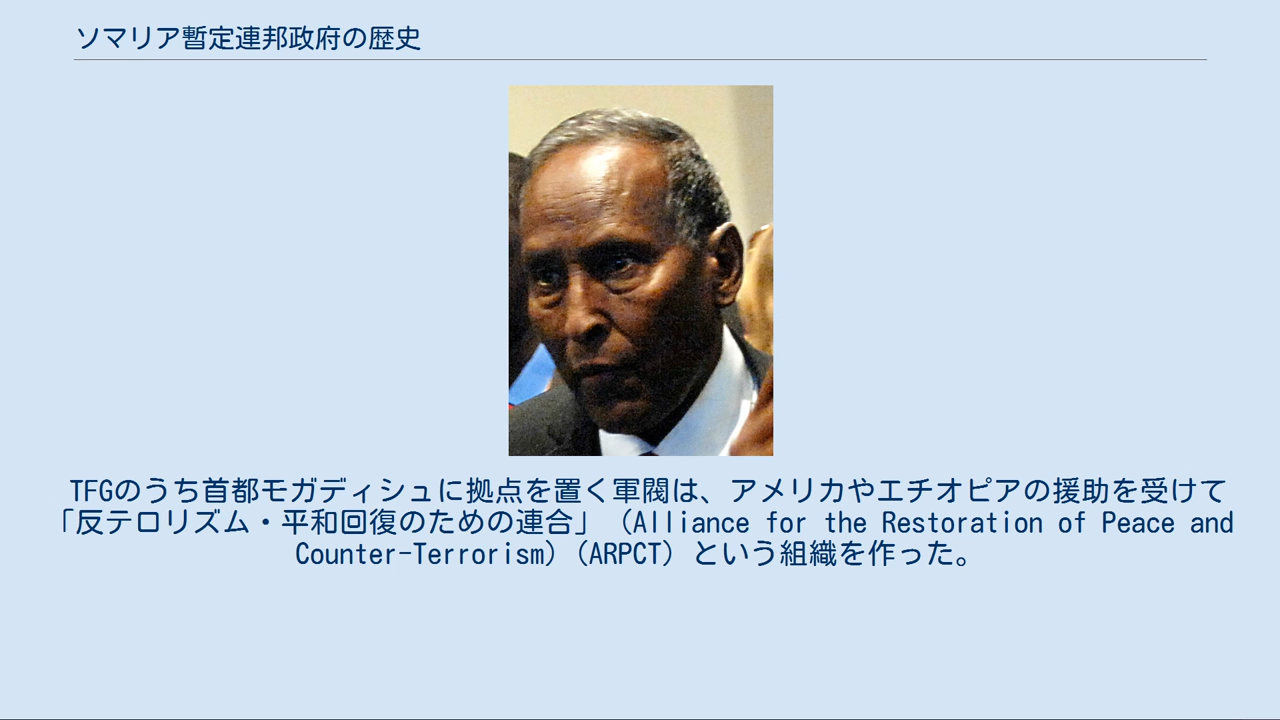 ソマリア暫定連邦政府の歴史
TFGのうち首都モガディシュに拠点を置く軍閥は、アメリカやエチオピアの援助を受けて
「反テロリズム・平和回復のための連合」（Alliance for the Restoration of Peace and
Counter-Terrorism）（ARPCT）という組織を作った。